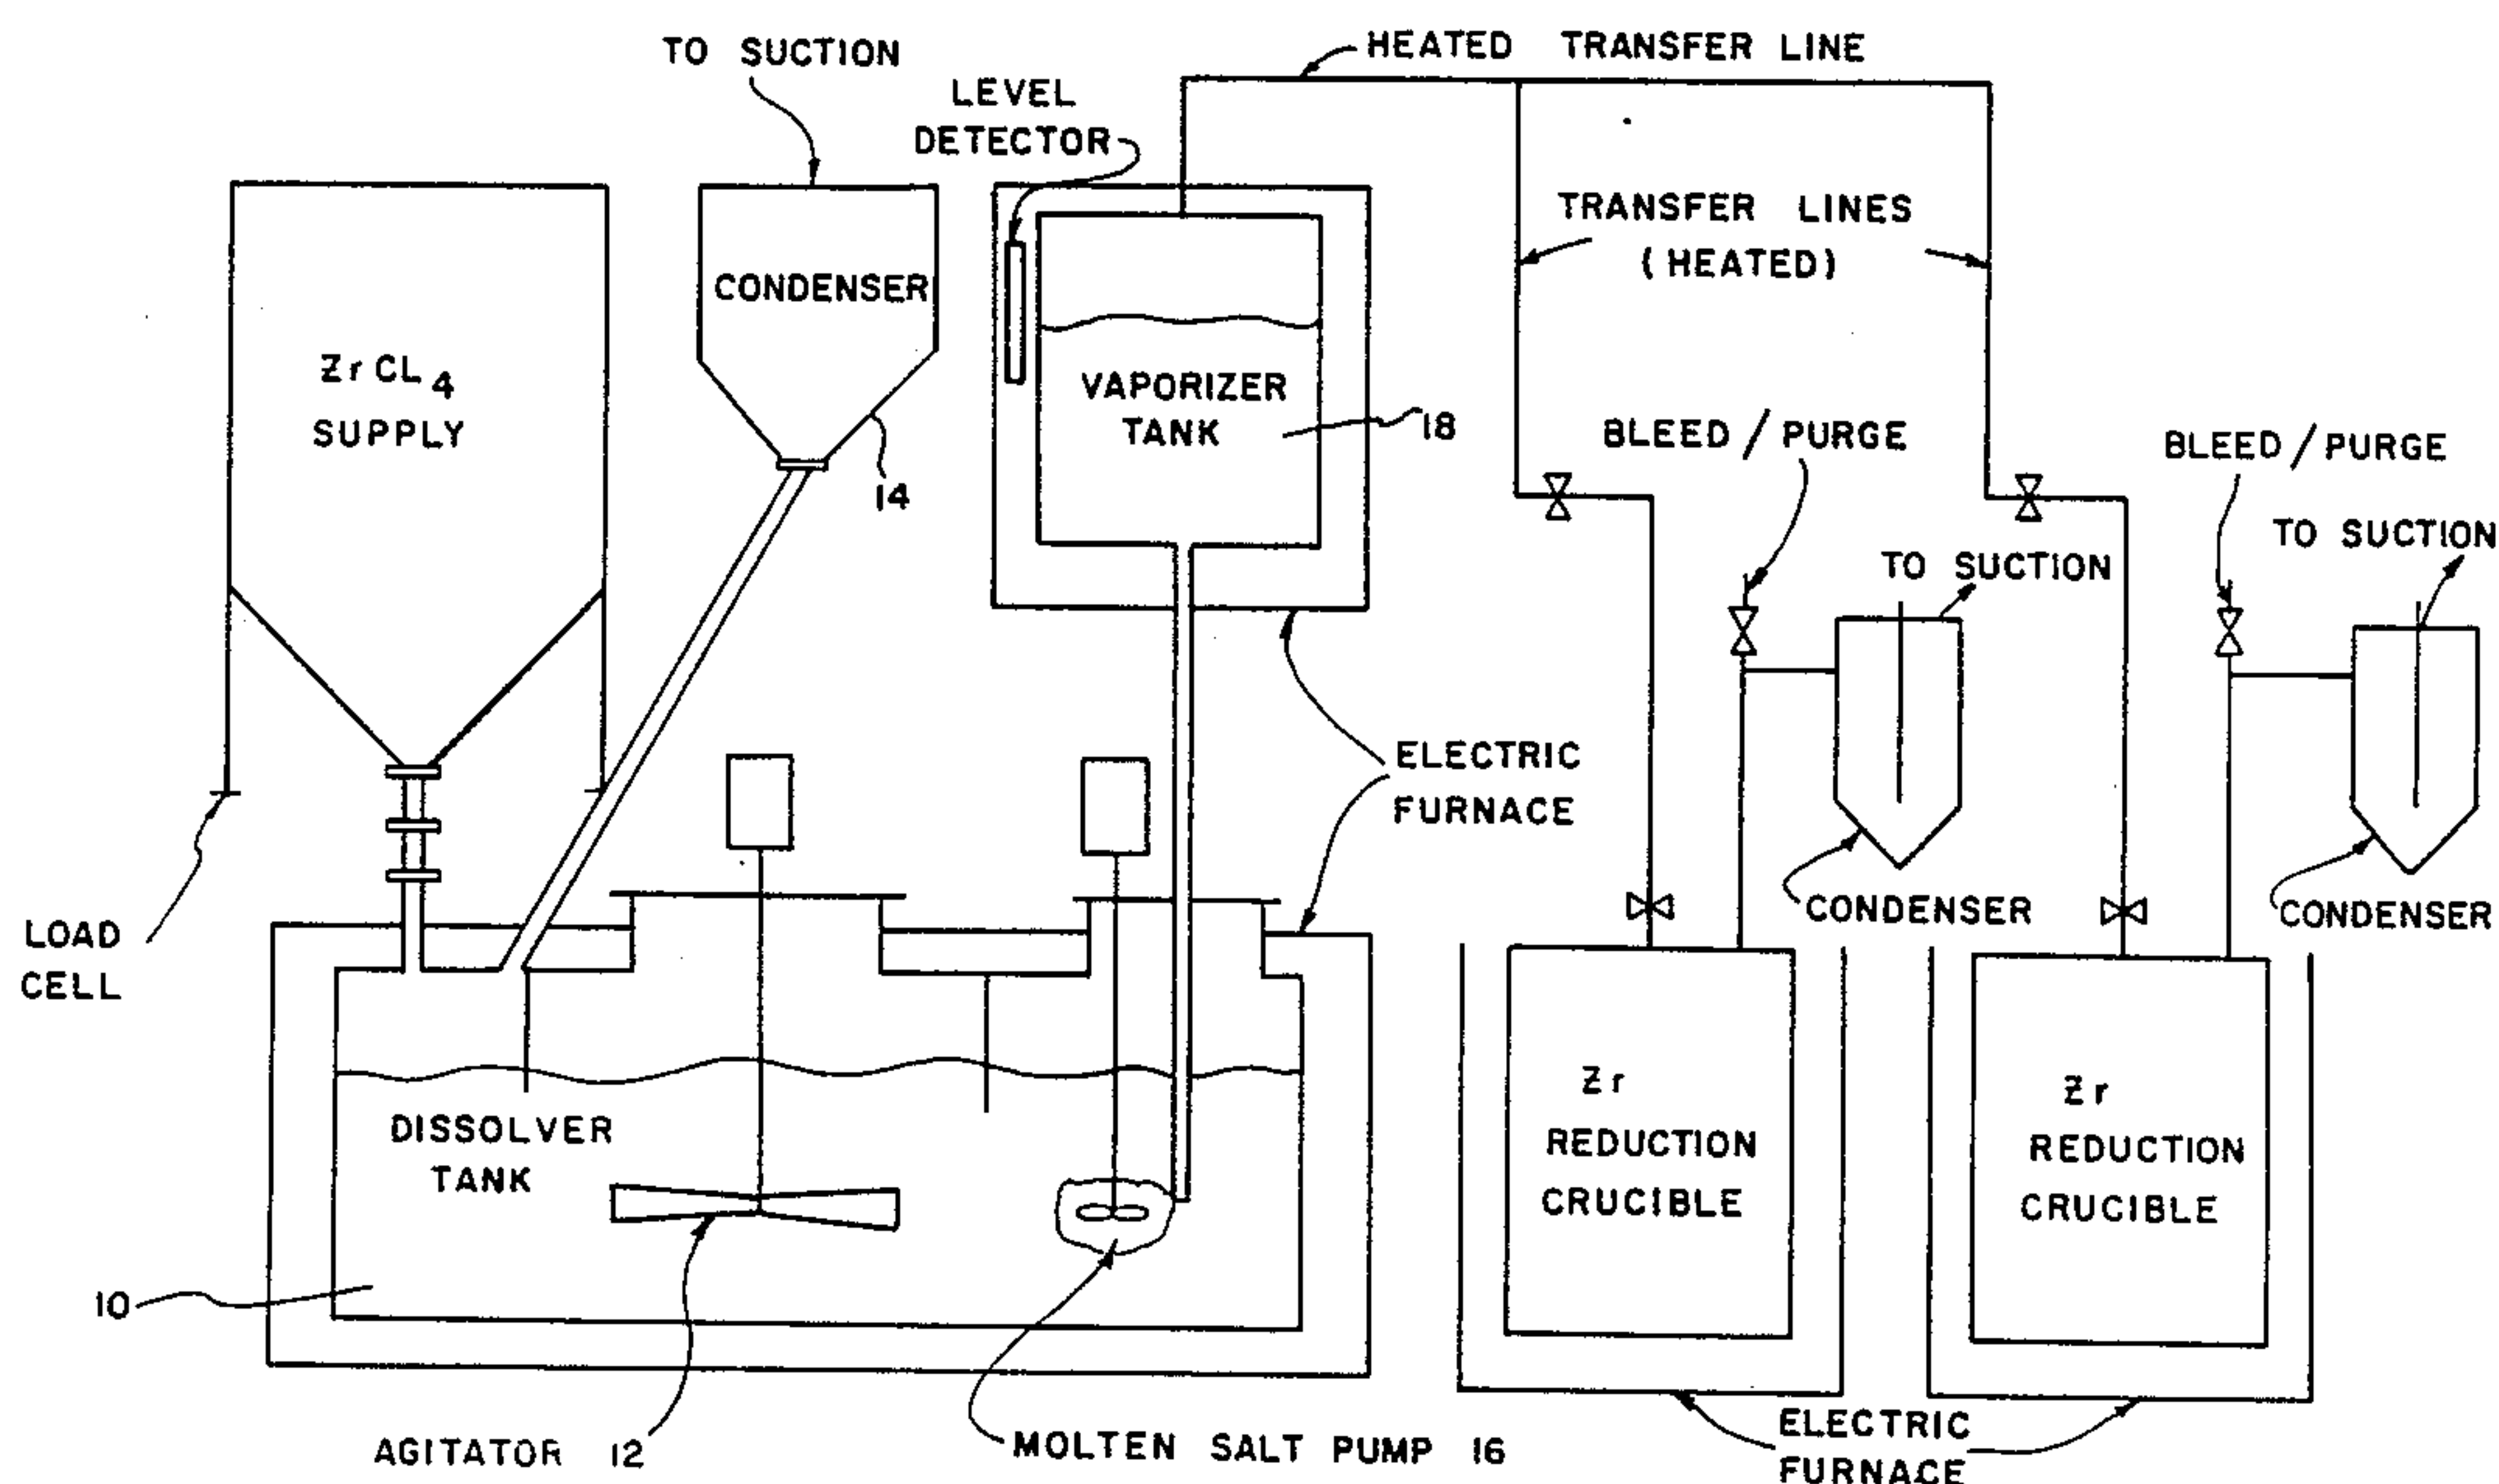 TO SUCTION
HEATED TRANSFER LINE
LEVEL
DETECTOR
TRANSFER LINES
(HEATED)
CONDENSER
ZrCL4
SUPPLY
VAPORIZER
TANK
18
14
BLEED / PURGE
BLEED / PURGE
TO SUCTION
TO SUCTION
ELECTRIC
FURNACE
LOAD
CELL
CONDENSER
CONDENSER
DISSOLVER
TANK
Zr
REDUCTION
CRUCIBLE
Zr
REDUCTION
CRUCIBLE
10
AGITATOR 12
MOLTEN SALT PUMP 16
ELECTRIC
FURNACE